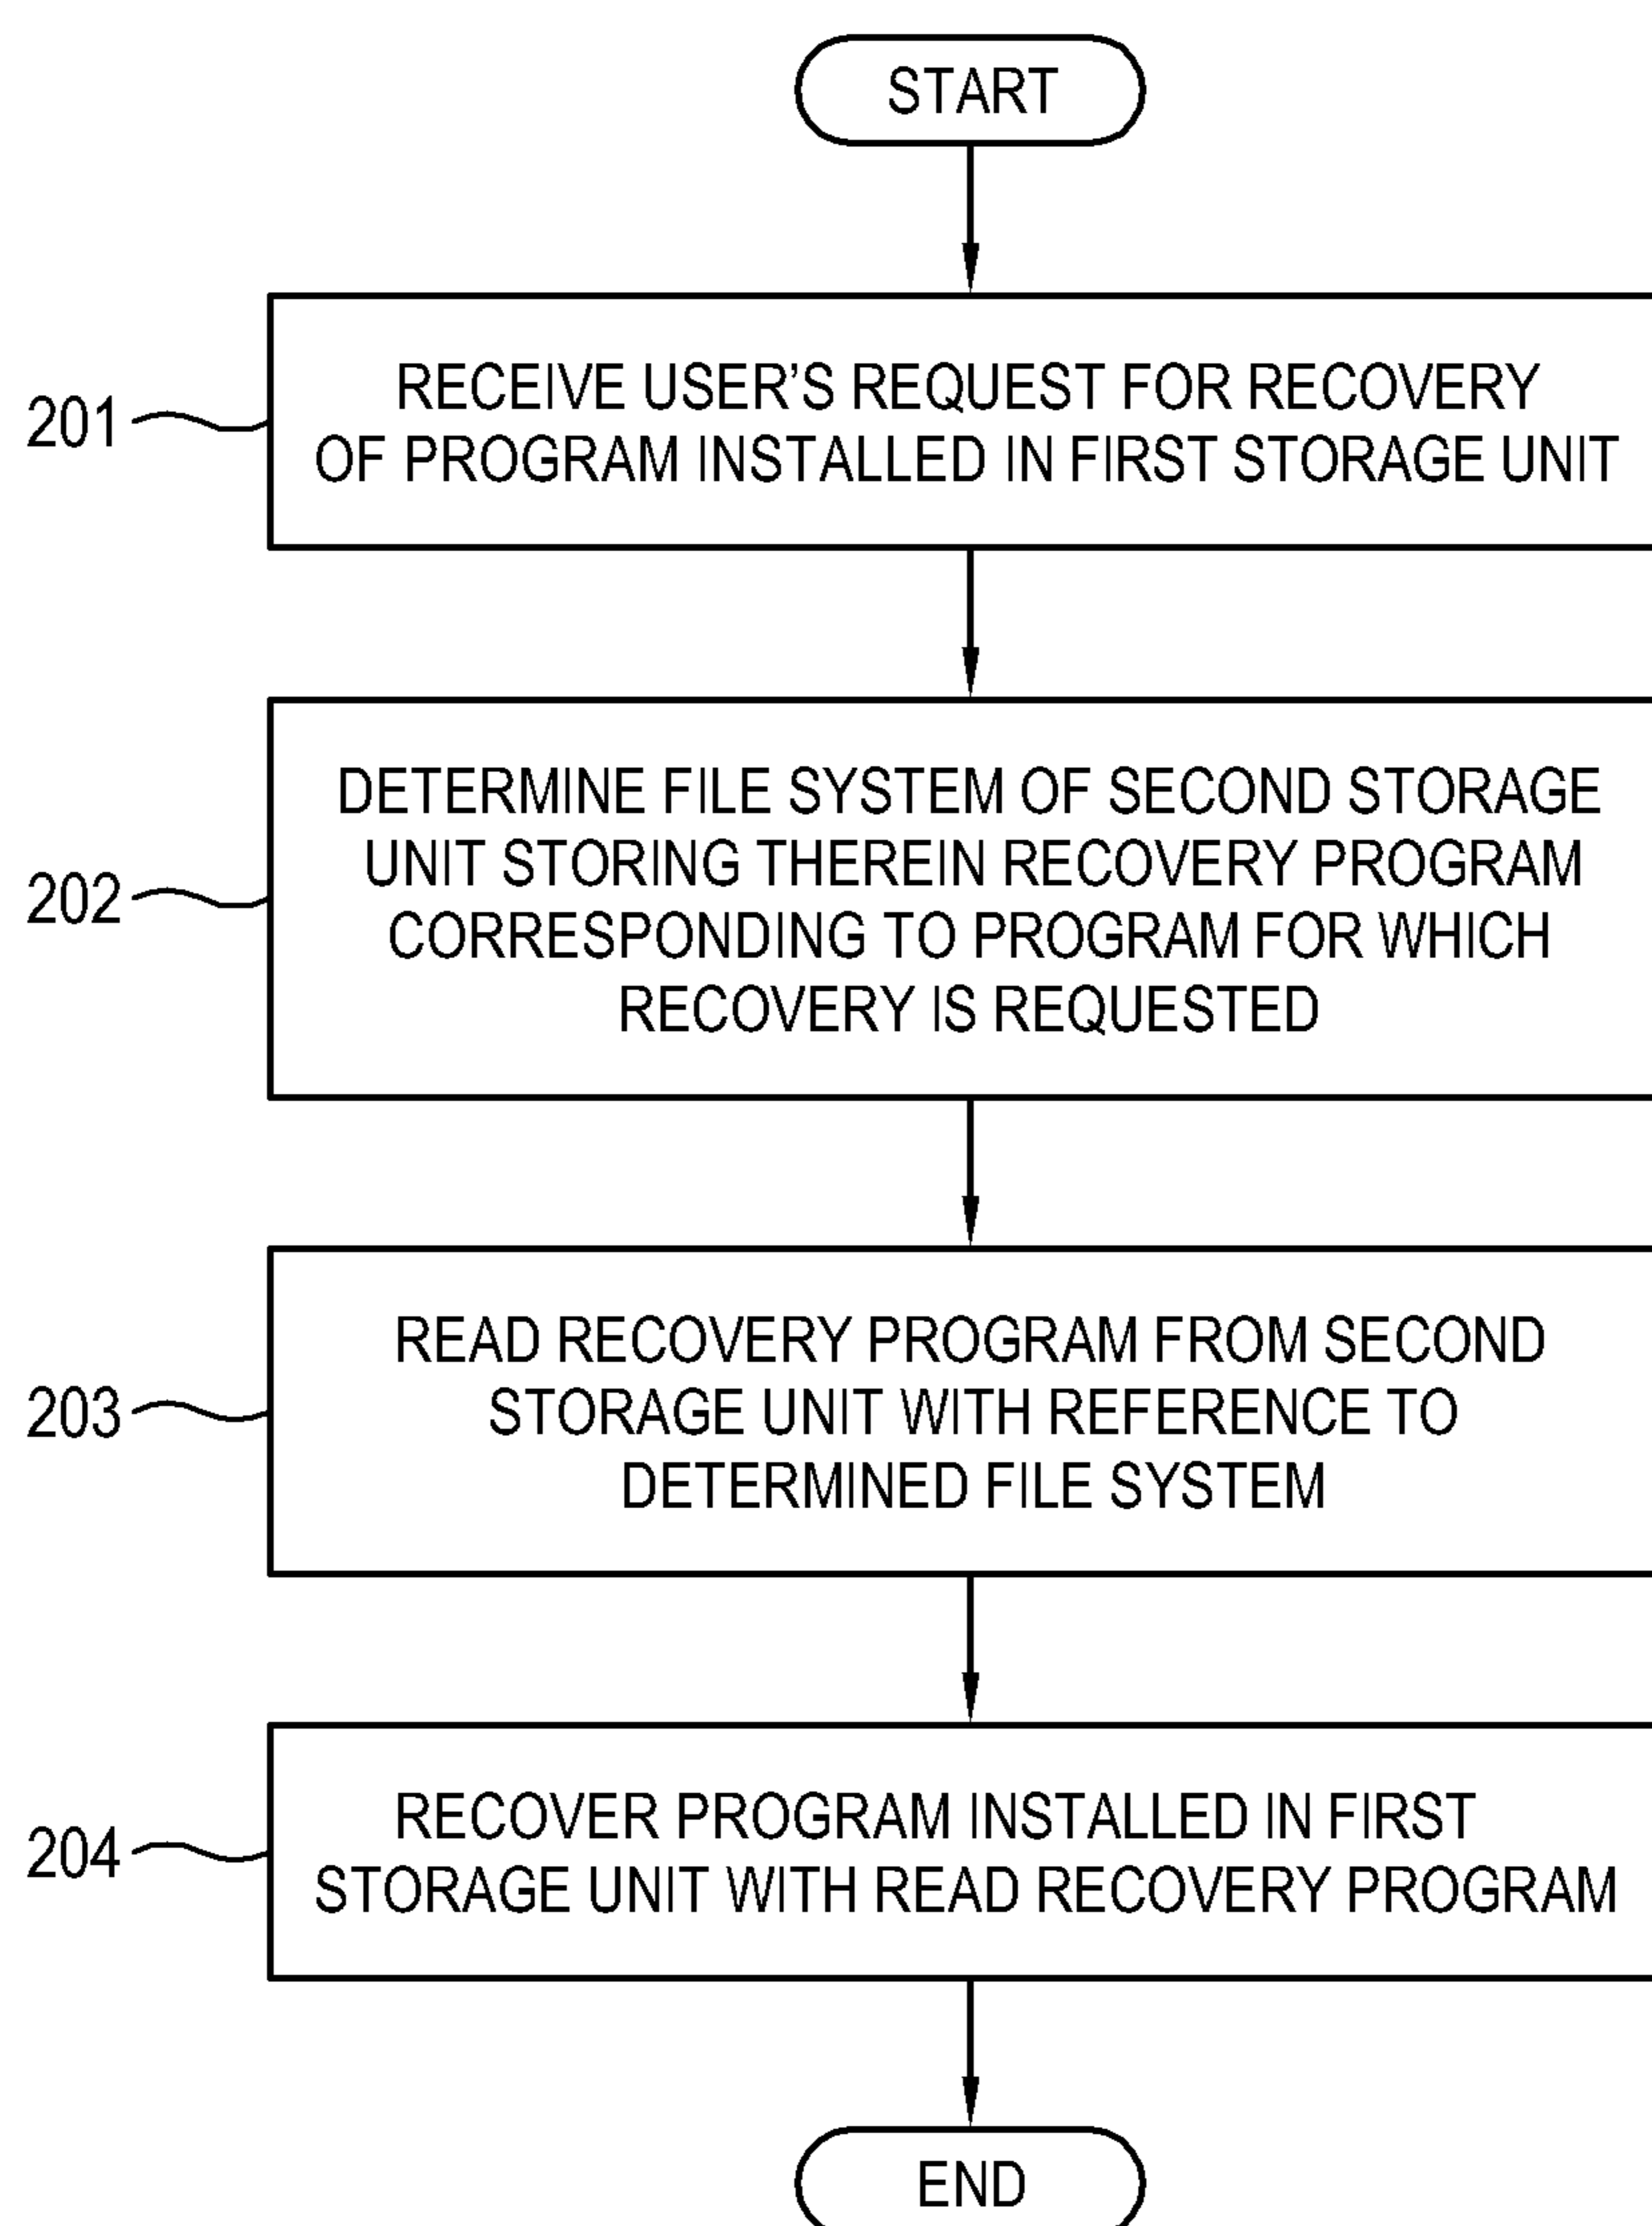 START
201
RECEIVE USER’S REQUEST FOR RECOVERY
OF PROGRAM INSTALLED IN FIRST STORAGE UNIT
202
DETERMINE FILE SYSTEM OF SECOND STORAGE
UNIT STORING THEREIN RECOVERY PROGRAM
CORRESPONDING TO PROGRAM FOR WHICH
RECOVERY IS REQUESTED
203
READ RECOVERY PROGRAM FROM SECOND
STORAGE UNIT WITH REFERENCE TO
DETERMINED FILE SYSTEM
204
RECOVER PROGRAM INSTALLED IN FIRST
STORAGE UNIT WITH READ RECOVERY PROGRAM
END